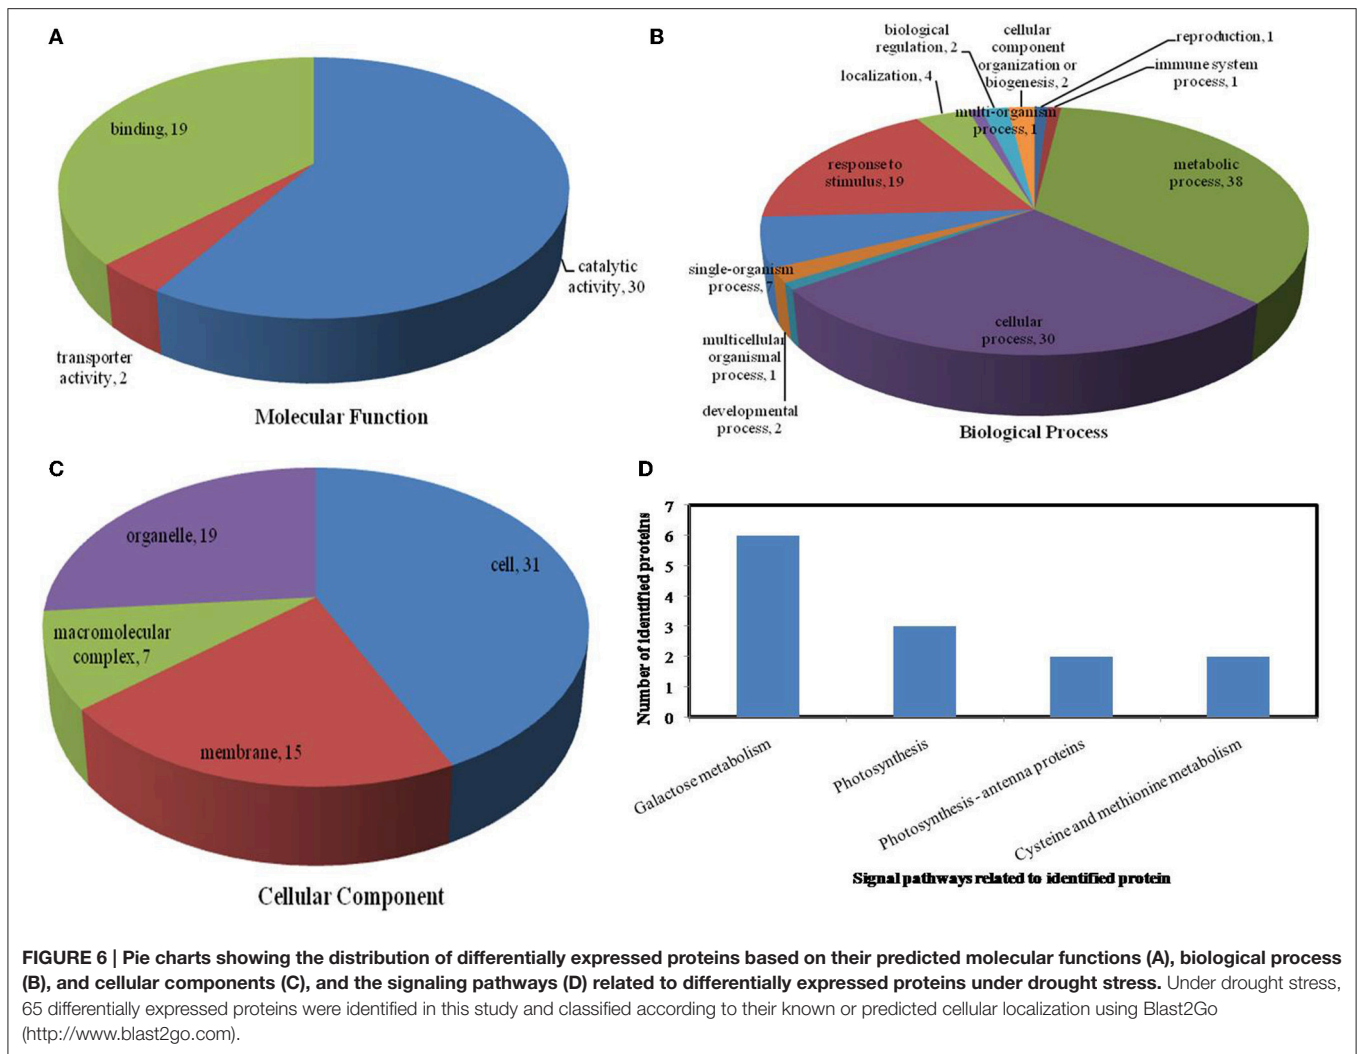 A
binding, 19
catalytic
activity, 30
transporter
activity, 2
Molecular Function
B
biological
regulation, 2
cellular
component
organization or
biogenesis, 2
reproduction, 1
immune system
process, 1
localization, 4
multi-organism
process, 1
response to
stimulus, 19
metabolic
process, 38
single-organism
process, 7
cellular
process, 30
multicellular
organismal
process, 1
developmental
process, 2
Biological Process
C
organelle, 19
cell, 31
macromolecular
complex, 7
membrane, 15
Cellular Component
D
Number of identified proteins
7
6
5
4
3
2
1
0
Galactose metabolism
Photosynthesis
Photosynthesis - antenna proteins
Cysteine and methionine metabolism
Signal pathways related to identified protein
FIGURE 6 | Pie charts showing the distribution of differentially expressed proteins based on their predicted molecular functions (A), biological process
(B), and cellular components (C), and the signaling pathways (D) related to differentially expressed proteins under drought stress. Under drought stress,
65 differentially expressed proteins were identified in this study and classified according to their known or predicted cellular localization using Blast2Go
(http://www.blast2go.com).